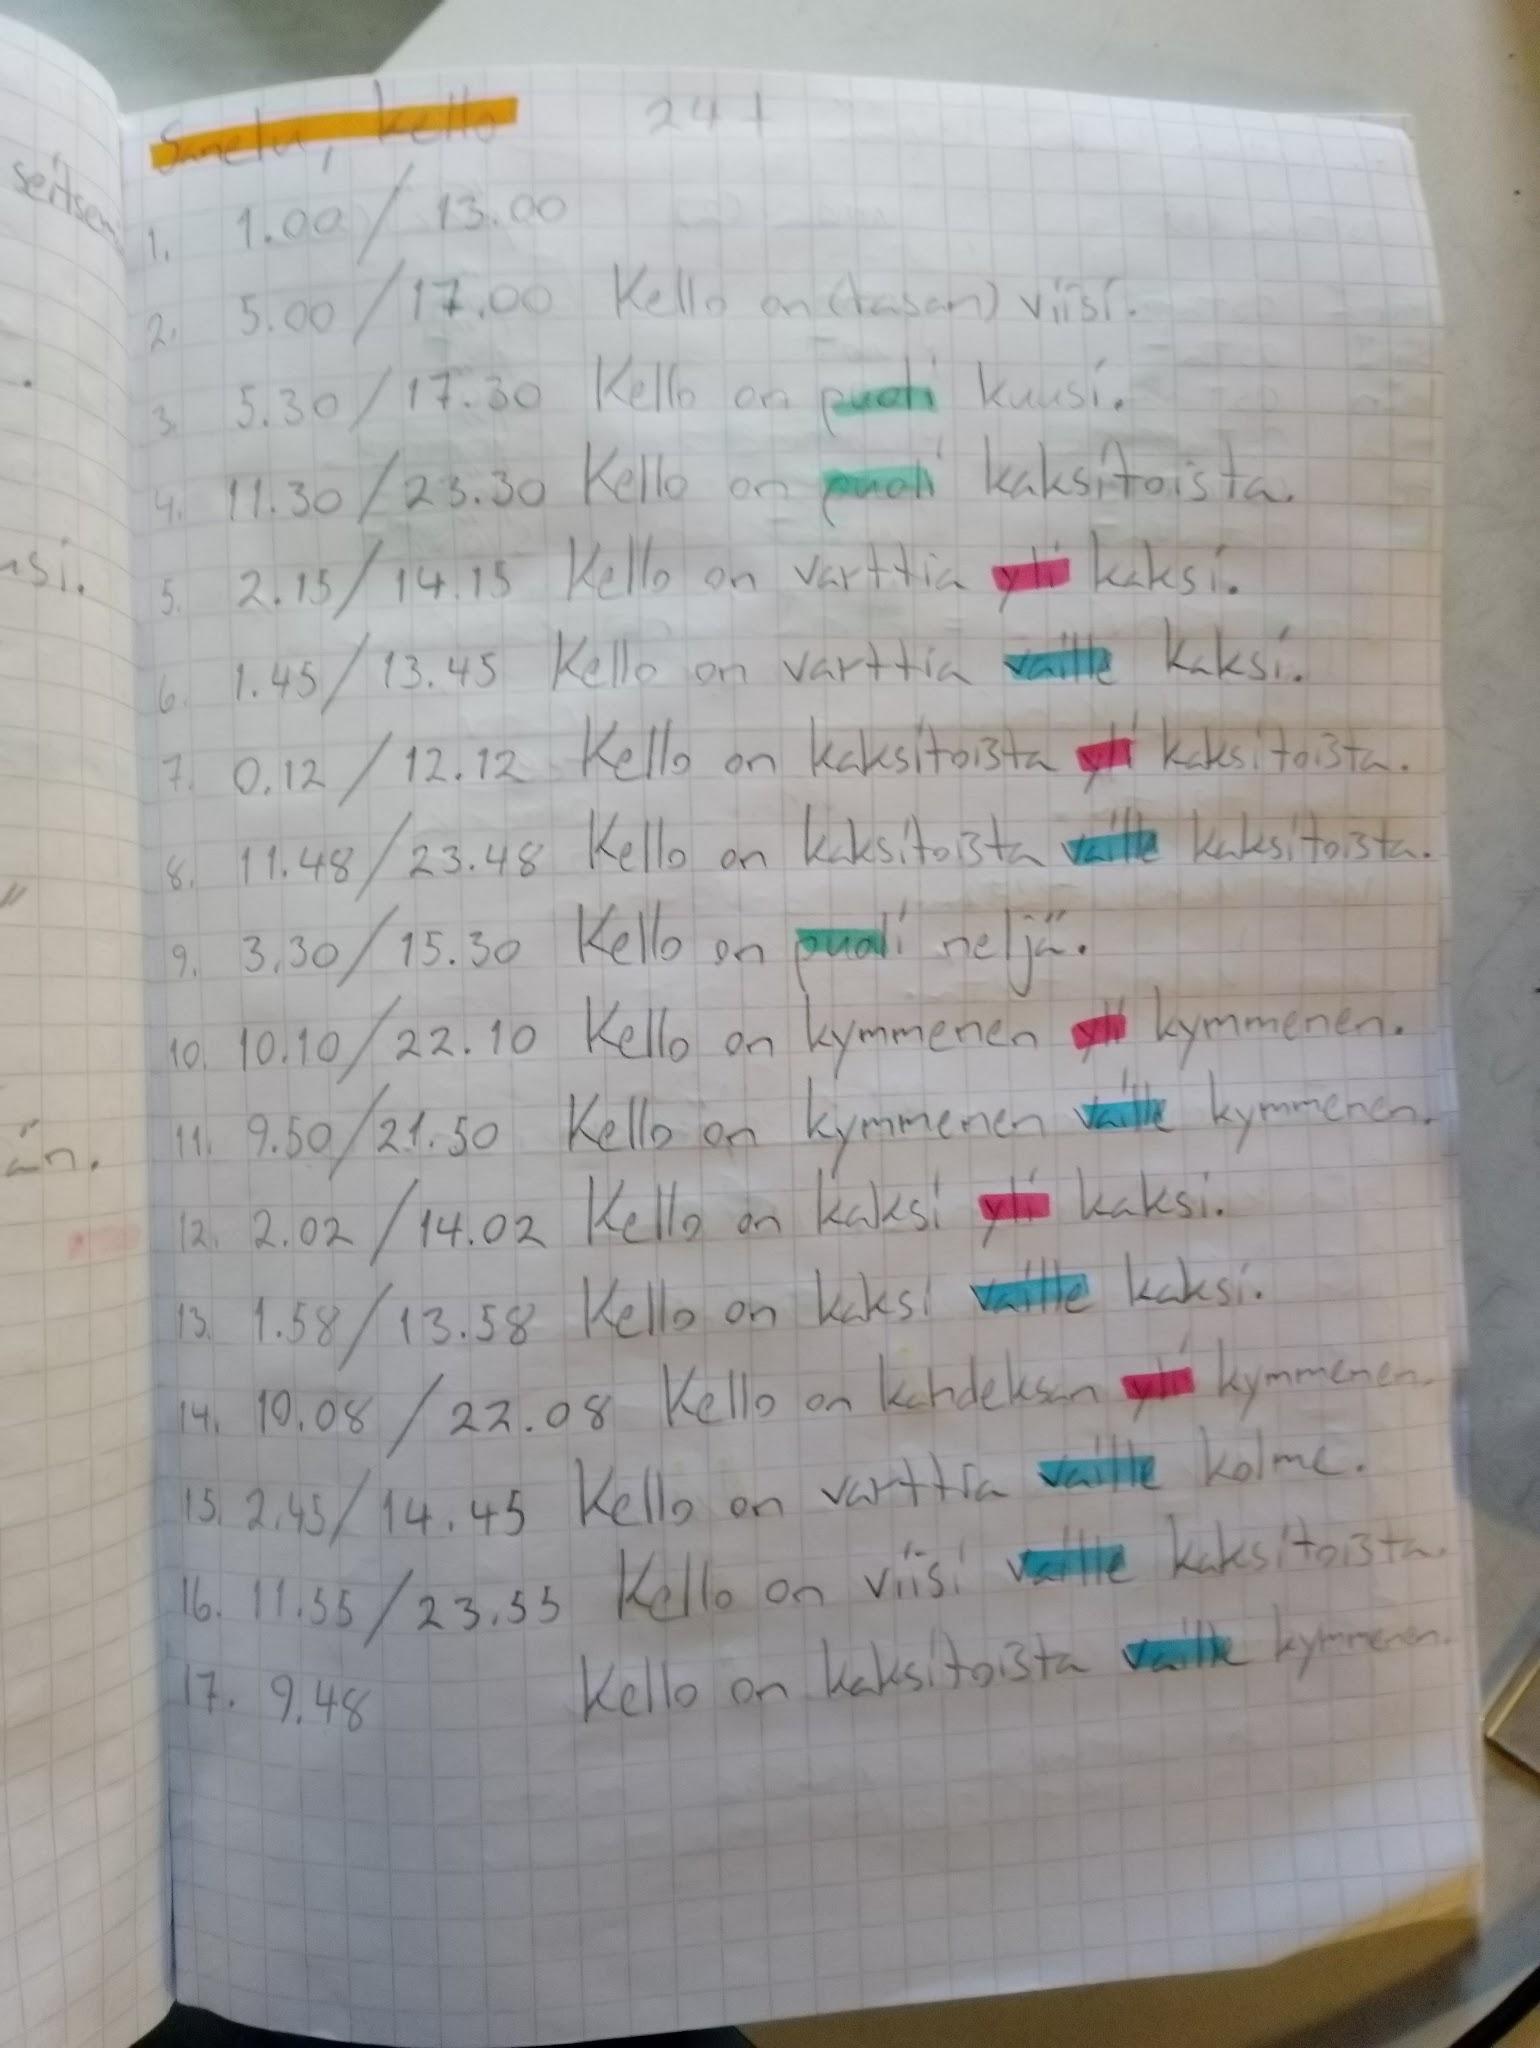 Sanelu, kello 24 t
seitsem
1. 1.00 / 13.00
2. 5.00 / 17.00 Kello on (tasan) viisi.
3. 5.30 / 17.30 Kello on puoli kuusi.
4. 11.30 / 23.30 Kello on puoli kaksitoista.
usi.
5. 2.15 / 14.15 Kello on varttia yli kaksi.
6. 1.45 / 13.45 Kello on varttia vaille kaksi.
7. 0.12 / 12.12 Kello on kaksitoista yli kaksitoista.
8. 11.48 / 23.48 Kello on kaksitoista vaille kaksitoista.
9. 3.30 / 15.30 Kello on puoli neljä.
10. 10.10 / 22.10 Kello on kymmenen yli kymmenen.
11. 9.50 / 21.50 Kello on kymmenen vaille kymmenen.
än.
12. 2.02 / 14.02 Kello on kaksi yli kaksi.
13. 1.58 / 13.58 Kello on kaksi vaille kaksi.
14. 10.08 / 22.08 Kello on kahdeksan yli kymmenen.
15. 2.45 / 14.45 Kello on varttia vaille kolme.
16. 11.55 / 23.55 Kello on viisi vaille kaksitoista.
17. 9.48 Kello on kaksitoista vaille kymmenen.